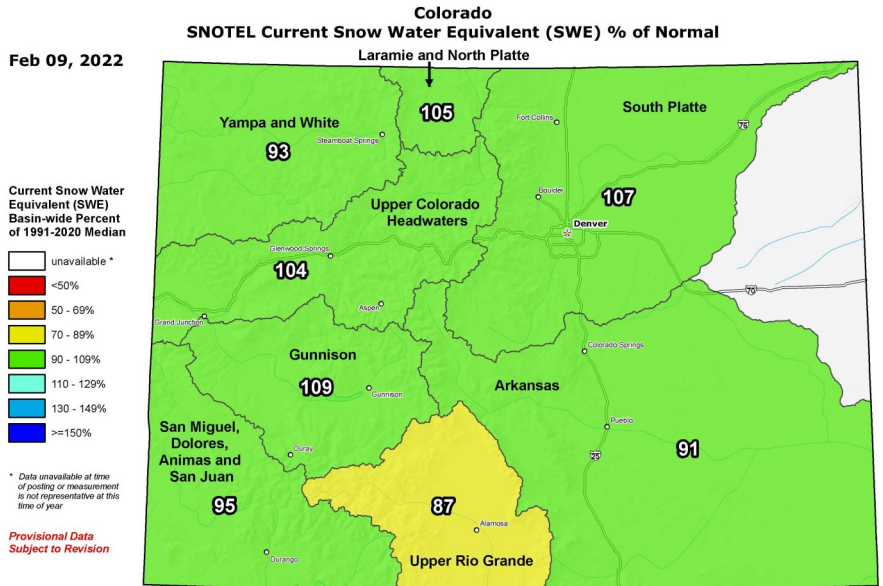 Colorado
SNOTEL Current Snow Water Equivalent (SWE) % of Normal
Feb 09, 2022
Laramie and North Platte
105
South Platte
Yampa and White
Fort Collins
76
Steamboat Springs
93
Current Snow Water
Equivalent (SWE)
Basin-wide Percent
of 1991-2020 Median
unavailable *
<50%
50 - 69%
70 - 89%
90 - 109%
110 - 129%
130 - 149%
>=150%
* Data unavailable at time
of posting or measurement
is not representative at this
time of year
Provisional Data
Subject to Revision
Upper Colorado
Headwaters
Boulder
107
Denver
Glenwood Springs
104
70
Aspen
Grand Junction
Colorado Springs
Gunnison
109
Gunnison
Arkansas
San Miguel,
Dolores,
Animas and
San Juan
95
Ouray
Pueblo
25
91
87
Alamosa
Upper Rio Grande
Durango